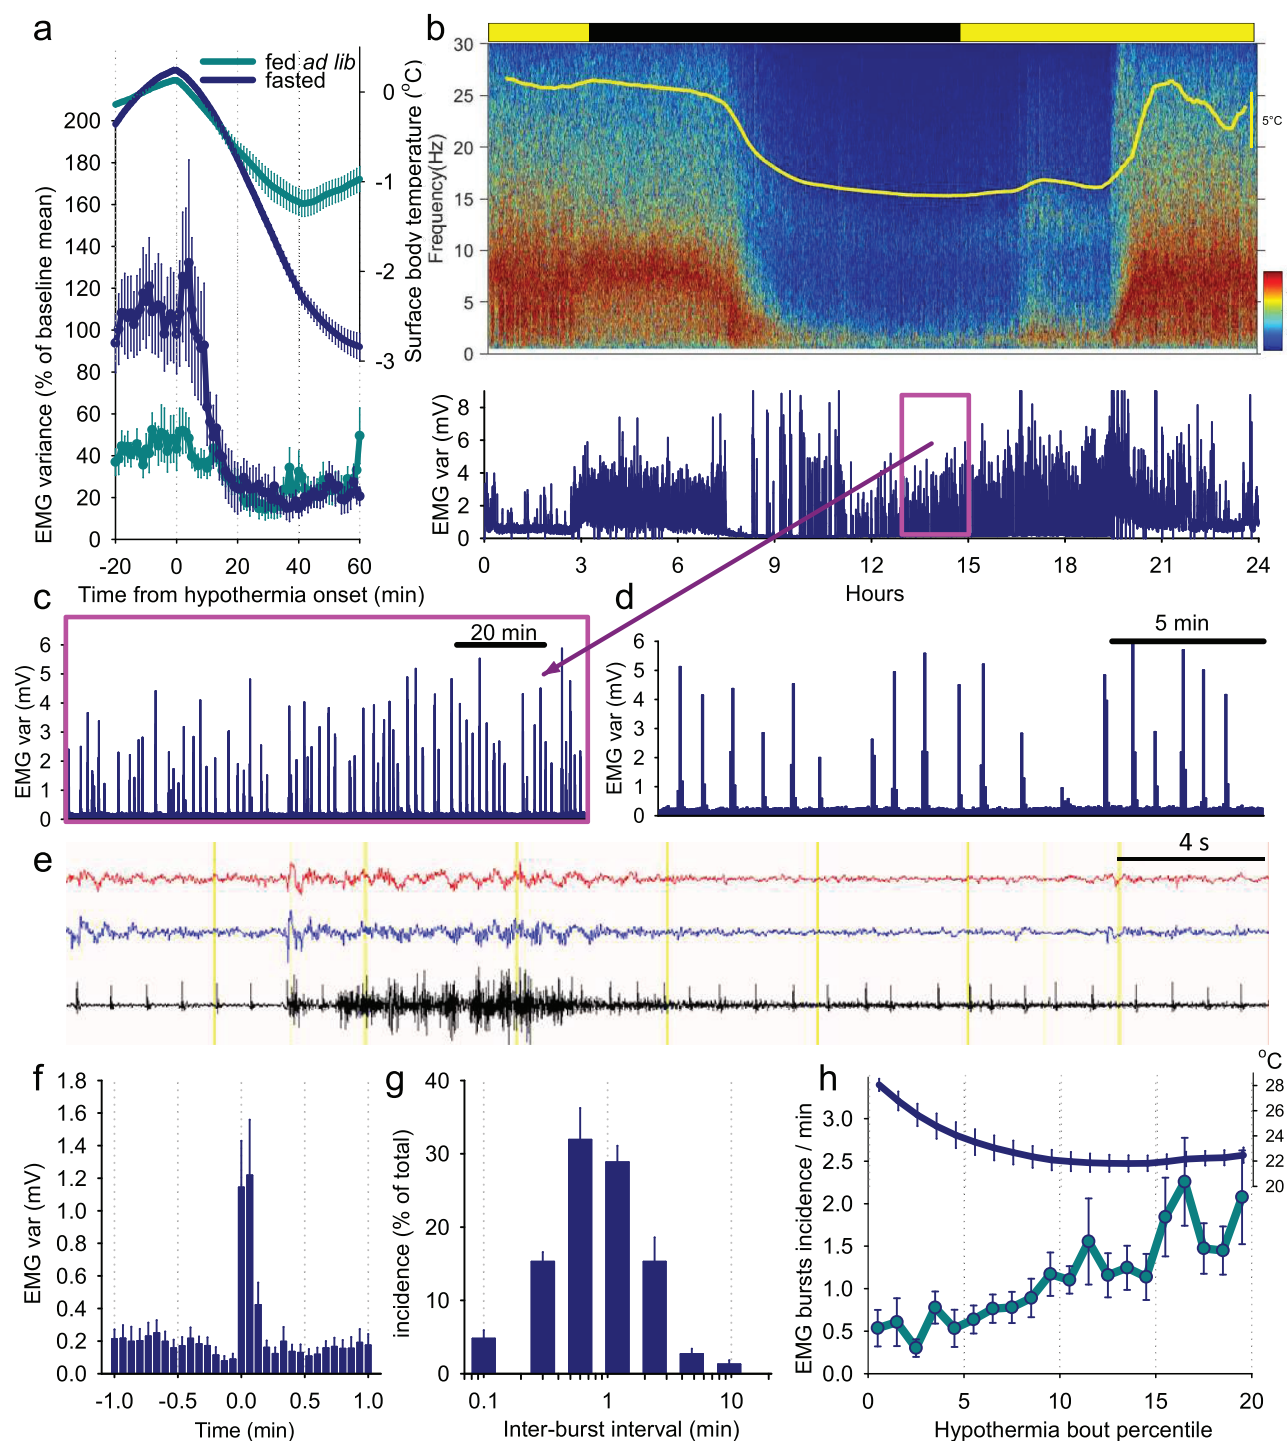 a
fed ad lib
fasted
EMG variance (% of baseline mean)
200
180
160
140
120
100
80
60
40
20
0
Surface body temperature (°C)
0
-1
-2
-3
-20 0 20 40 60
Time from hypothermia onset (min)
b
Frequency(Hz)
30
25
20
15
10
5
0
5°C
EMG var (mV)
8
6
4
2
0
0 3 6 9 12 15 18 21 24
Hours
c
20 min
EMG var (mV)
6
5
4
3
2
1
0
d
5 min
EMG var (mV)
6
5
4
3
2
1
0
e
4 s
f
EMG var (mV)
1.8
1.6
1.4
1.2
1.0
0.8
0.6
0.4
0.2
0.0
-1.0 -0.5 0.0 0.5 1.0
Time (min)
g
incidence (% of total)
40
30
20
10
0
0.1 1 10
Inter-burst interval (min)
h
°C
28
26
24
22
20
EMG bursts incidence / min
3.0
2.5
2.0
1.5
1.0
0.5
0.0
0 5 10 15 20
Hypothermia bout percentile